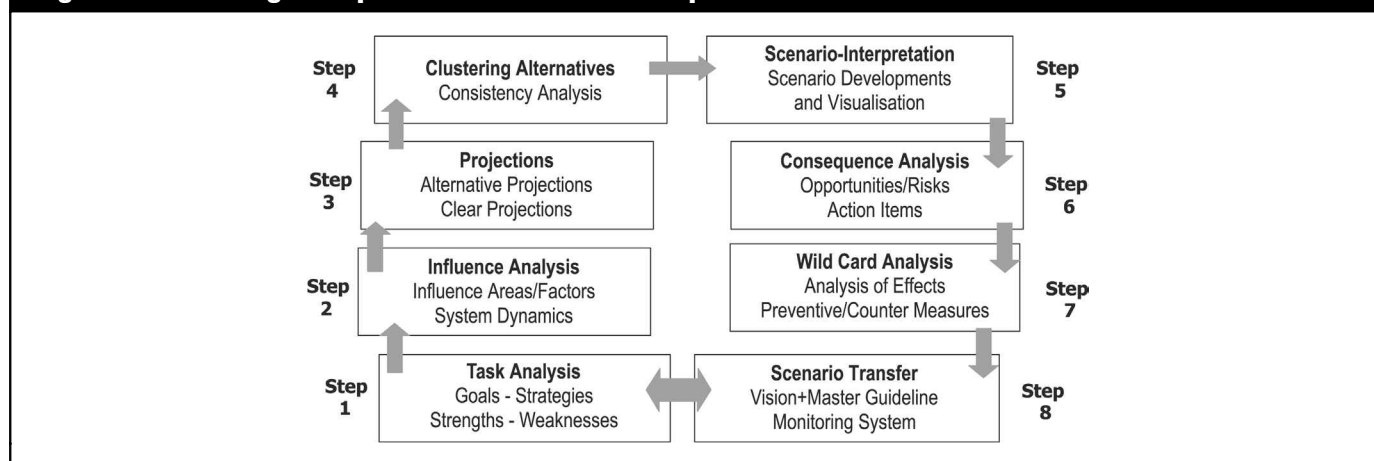 Step
4
Clustering Alternatives
Consistency Analysis
Scenario-Interpretation
Scenario Developments
and Visualisation
Step
5
Step
3
Projections
Alternative Projections
Clear Projections
Consequence Analysis
Opportunities/Risks
Action Items
Step
6
Step
2
Influence Analysis
Influence Areas/Factors
System Dynamics
Wild Card Analysis
Analysis of Effects
Preventive/Counter Measures
Step
7
Step
1
Task Analysis
Goals - Strategies
Strengths - Weaknesses
Scenario Transfer
Vision+Master Guideline
Monitoring System
Step
8